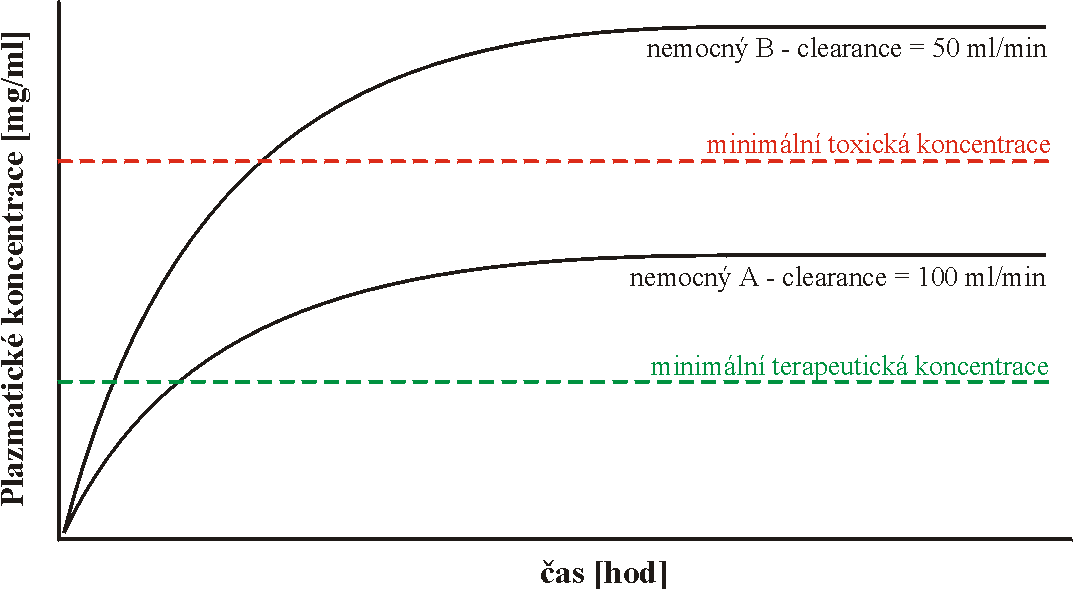 Plazmatické koncentrace [mg/ml]
nemocný B - clearance = 50 ml/min
minimální toxická koncentrace
nemocný A - clearance = 100 ml/min
minimální terapeutická koncentrace
čas [hod]